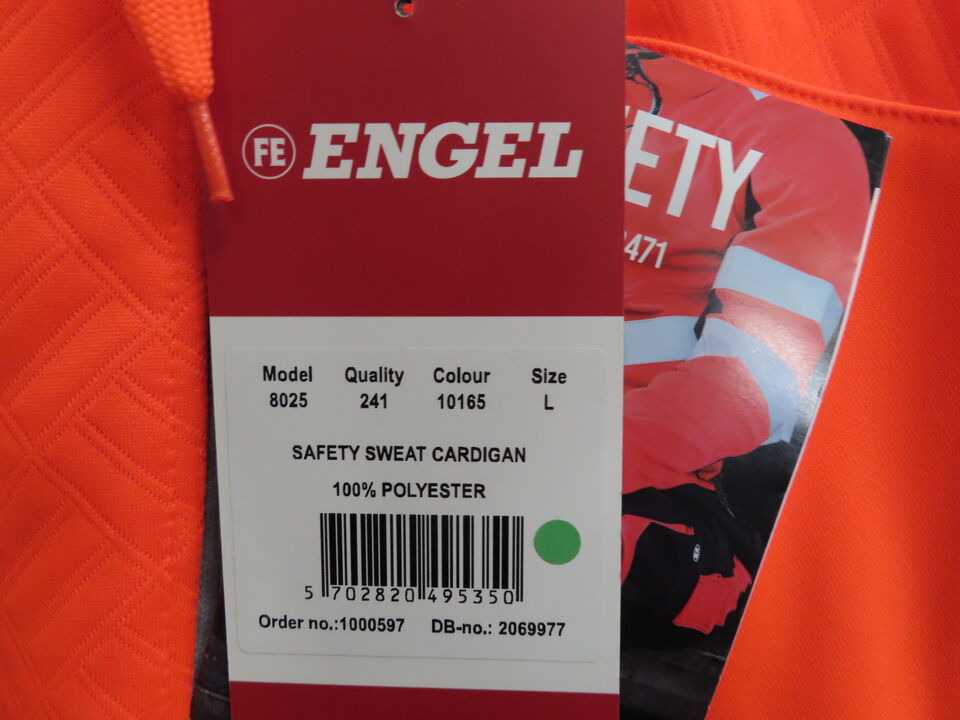 FE ENGEL
ETY
471
Model Quality Colour Size
8025 241 10165 L
SAFETY SWEAT CARDIGAN
100% POLYESTER
5 702820 495350
Order no.:1000597 DB-no.: 2069977